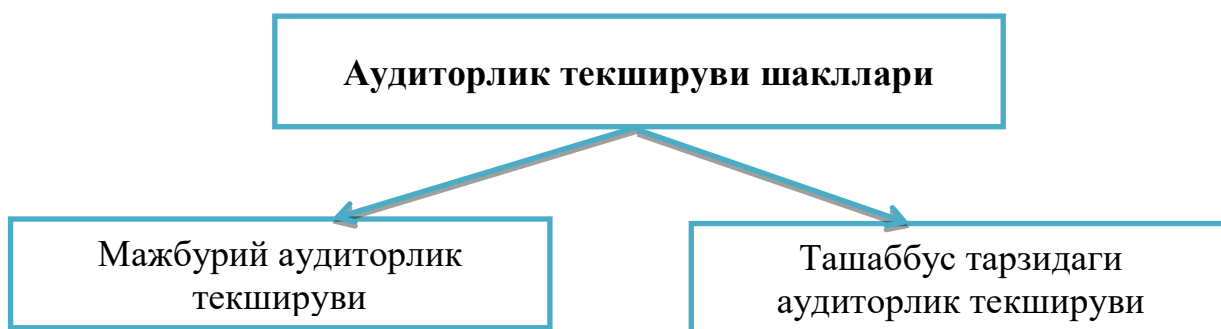 Аудиторлик текшируви шакллари
Мажбурий аудиторлик
текшируви
Ташаббус тарзидаги
аудиторлик текшируви